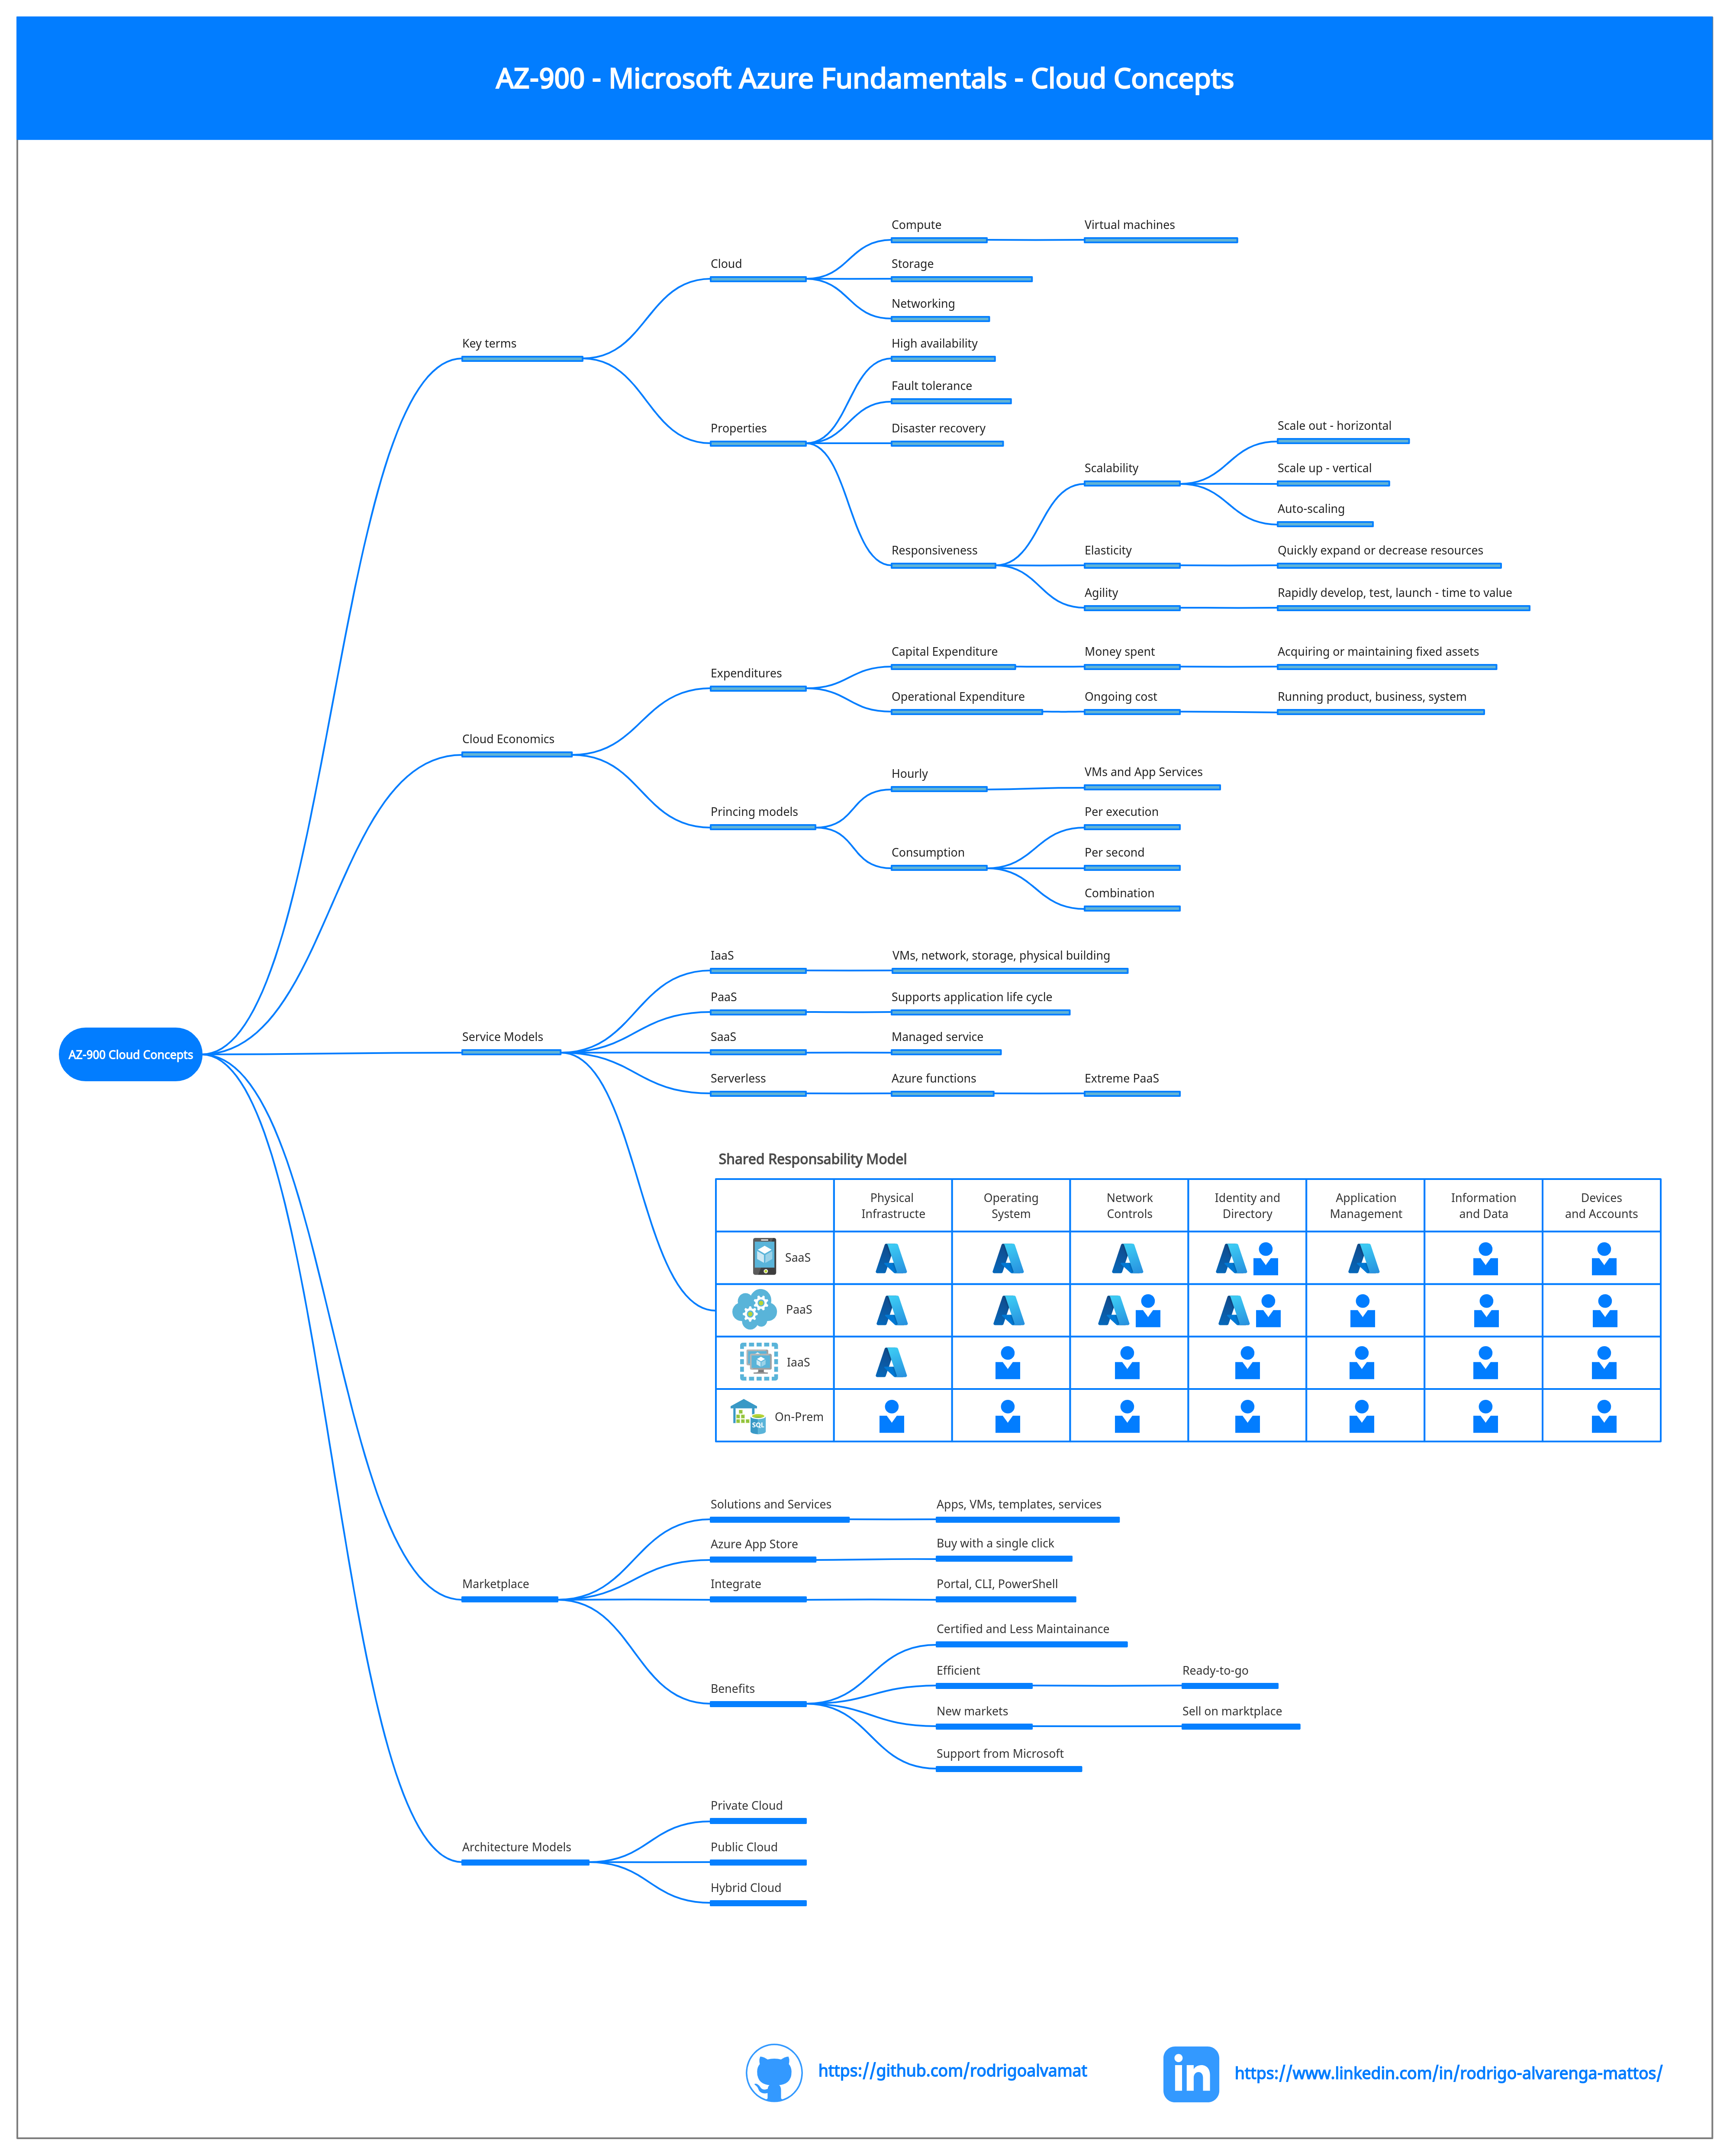 AZ-900 - Microsoft Azure Fundamentals - Cloud Concepts
AZ-900 Cloud Concepts
Key terms
Cloud
Compute
Virtual machines
Storage
Networking
Properties
High availability
Fault tolerance
Disaster recovery
Responsiveness
Scalability
Scale out - horizontal
Scale up - vertical
Auto-scaling
Elasticity
Quickly expand or decrease resources
Agility
Rapidly develop, test, launch - time to value
Cloud Economics
Expenditures
Capital Expenditure
Money spent
Acquiring or maintaining fixed assets
Operational Expenditure
Ongoing cost
Running product, business, system
Princing models
Hourly
VMs and App Services
Consumption
Per execution
Per second
Combination
Service Models
IaaS
VMs, network, storage, physical building
PaaS
Supports application life cycle
SaaS
Managed service
Serverless
Azure functions
Extreme PaaS
Shared Responsability Model
Physical
Infrastructe
Operating
System
Network
Controls
Identity and
Directory
Application
Management
Information
and Data
Devices
and Accounts
SaaS
PaaS
IaaS
SQL
On-Prem
Marketplace
Solutions and Services
Apps, VMs, templates, services
Azure App Store
Buy with a single click
Integrate
Portal, CLI, PowerShell
Benefits
Certified and Less Maintainance
Efficient
Ready-to-go
New markets
Sell on marktplace
Support from Microsoft
Architecture Models
Private Cloud
Public Cloud
Hybrid Cloud
https://github.com/rodrigoalvamat
in
https://www.linkedin.com/in/rodrigo-alvarenga-mattos/